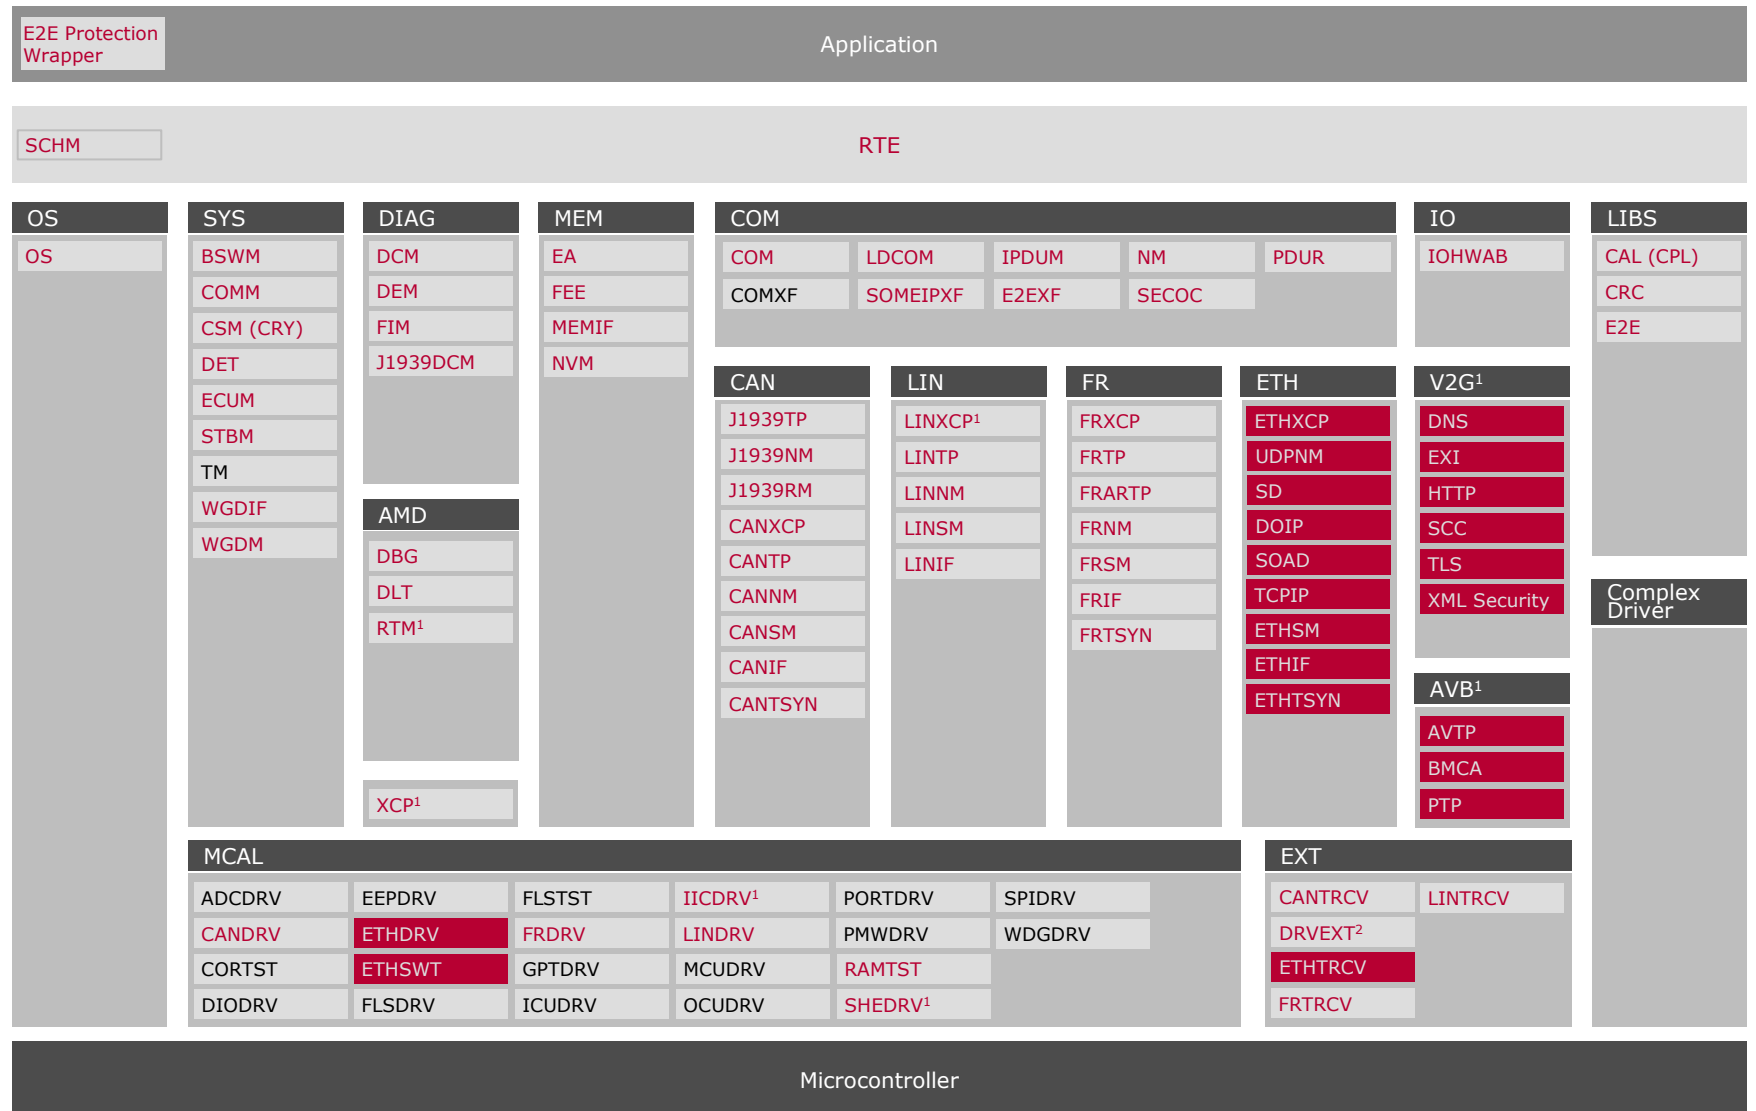 E2E Protection
Wrapper
Application
SCHM
RTE
OS
OS
SYS
BSWM
COMM
CSM (CRY)
DET
ECUM
STBM
TM
WGDIF
WGDM
DIAG
DCM
DEM
FIM
J1939DCM
AMD
DBG
DLT
RTM¹
XCP¹
MEM
EA
FEE
MEMIF
NVM
COM
COM LDCOM IPDUM NM PDUR
COMXF SOMEIPXF E2EXF SECOC
CAN
J1939TP
J1939NM
J1939RM
CANXCP
CANTP
CANNM
CANSM
CANIF
CANTSYN
LIN
LINXCP¹
LINTP
LINNM
LINSM
LINIF
FR
FRXCP
FRTP
FRARTP
FRNM
FRSM
FRIF
FRTSYN
ETH
ETHXCP
UDPNM
SD
DOIP
SOAD
TCPIP
ETHSM
ETHIF
ETHTSYN
IO
IOHWAB
V2G¹
DNS
EXI
HTTP
SCC
TLS
XML Security
AVB¹
AVTP
BMCA
PTP
LIBS
CAL (CPL)
CRC
E2E
Complex
Driver
MCAL
ADCDRV EEPDRV FLSTST IICDRV¹ PORTDRV SPIDRV
CANDRV ETHDRV FRDRV LINDRV PMWDRV WDGDRV
CORTST ETHSWT GPTDRV MCUDRV RAMTST
DIODRV FLSDRV ICUDRV OCUDRV SHEDRV¹
EXT
CANTRCV LINTRCV
DRVEXT²
ETHTRCV
FRTRCV
Microcontroller